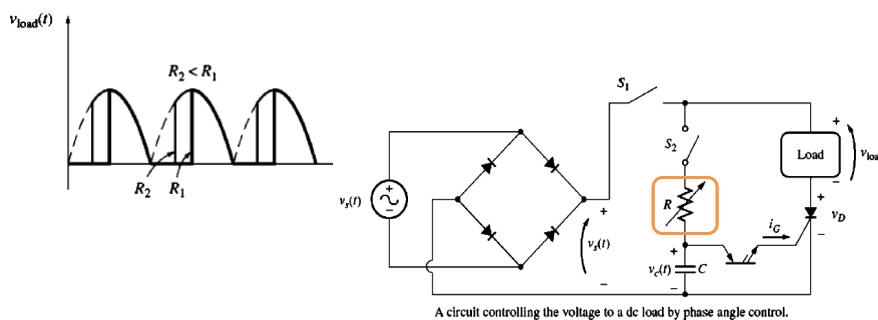 v_load(t)
R₂ < R₁
R₂
R₁
S₁
S₂
+
Load
v_loa
−
+
v_s(t)
+
−
R
+
v_D
−
i_G
+
v_s(t)
−
+
v_c(t)
−
C
A circuit controlling the voltage to a dc load by phase angle control.